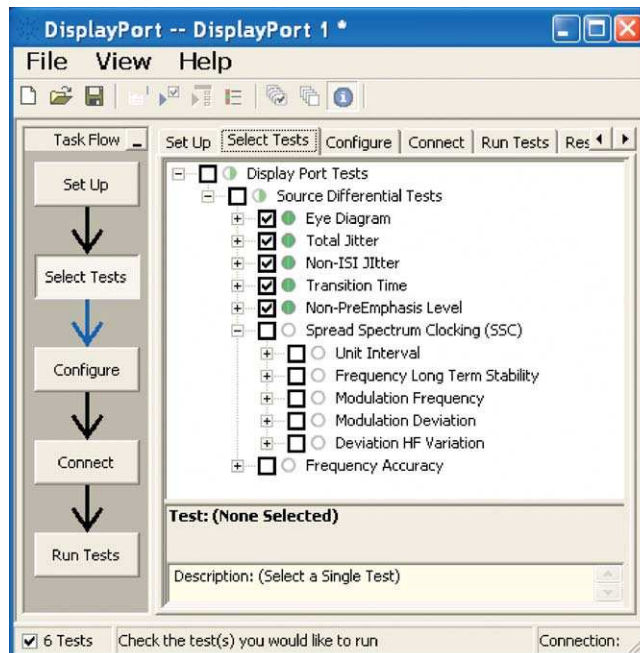 DisplayPort -- DisplayPort 1 *
File View Help
Task Flow
Set Up
Select Tests
Configure
Connect
Run Tests
Set Up Select Tests Configure Connect Run Tests Res
Display Port Tests
Source Differential Tests
Eye Diagram
Total Jitter
Non-ISI JItter
Transition Time
Non-PreEmphasis Level
Spread Spectrum Clocking (SSC)
Unit Interval
Frequency Long Term Stability
Modulation Frequency
Modulation Deviation
Deviation HF Variation
Frequency Accuracy
Test: (None Selected)
Description: (Select a Single Test)
6 Tests Check the test(s) you would like to run Connection: